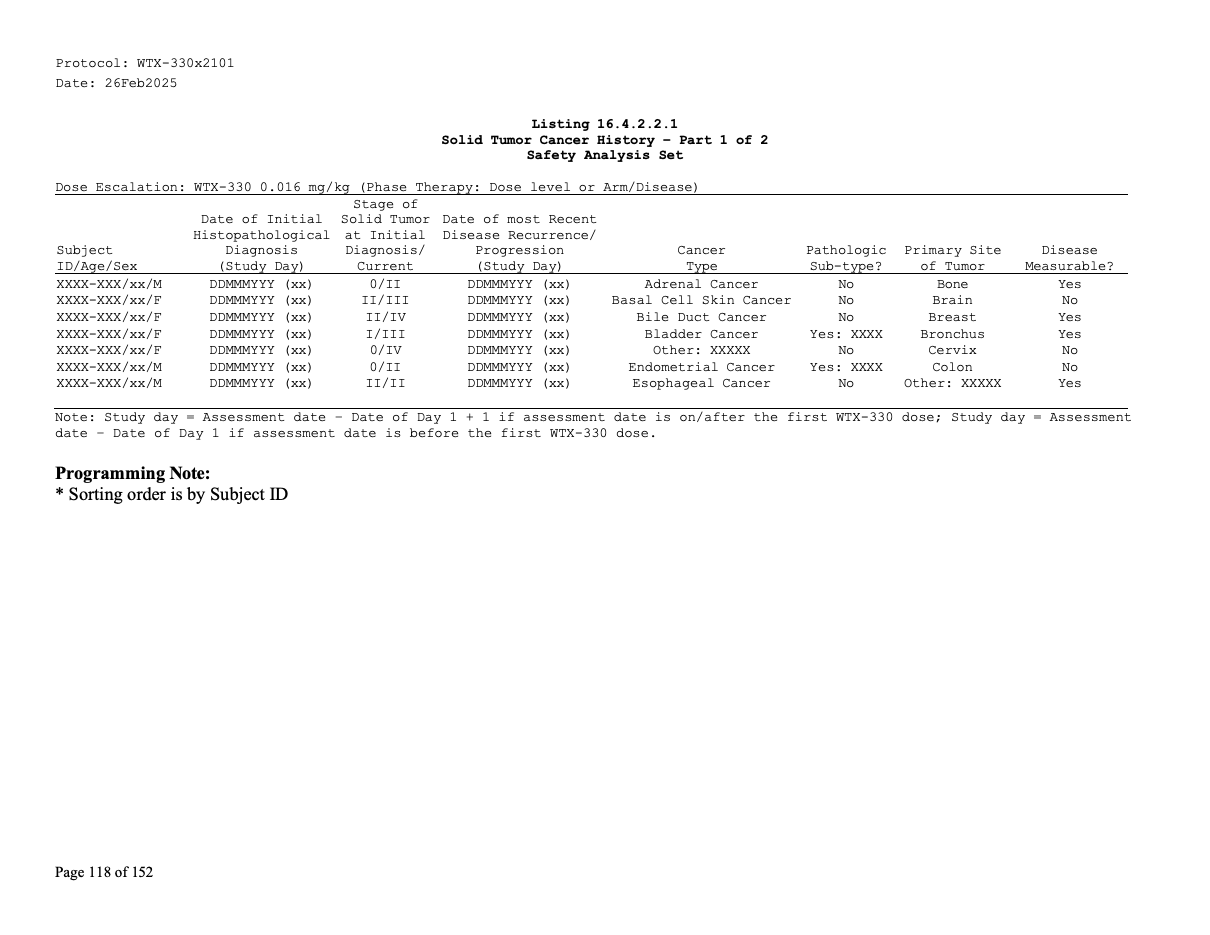 Protocol: WTX-330x2101
Date: 26Feb2025
Listing 16.4.2.2.1
Solid Tumor Cancer History – Part 1 of 2
Safety Analysis Set
Dose Escalation: WTX-330 0.016 mg/kg (Phase Therapy: Dose level or Arm/Disease)
Stage of
Date of Initial Solid Tumor Date of most Recent
Histopathological at Initial Disease Recurrence/
Subject Diagnosis Diagnosis/ Progression Cancer Pathologic Primary Site Disease
ID/Age/Sex (Study Day) Current (Study Day) Type Sub-type? of Tumor Measurable?
XXXX-XXX/xx/M DDMMMYYY (xx) 0/II DDMMMYYY (xx) Adrenal Cancer No Bone Yes
XXXX-XXX/xx/F DDMMMYYY (xx) II/III DDMMMYYY (xx) Basal Cell Skin Cancer No Brain No
XXXX-XXX/xx/F DDMMMYYY (xx) II/IV DDMMMYYY (xx) Bile Duct Cancer No Breast Yes
XXXX-XXX/xx/F DDMMMYYY (xx) I/III DDMMMYYY (xx) Bladder Cancer Yes: XXXX Bronchus Yes
XXXX-XXX/xx/F DDMMMYYY (xx) 0/IV DDMMMYYY (xx) Other: XXXXX No Cervix No
XXXX-XXX/xx/M DDMMMYYY (xx) 0/II DDMMMYYY (xx) Endometrial Cancer Yes: XXXX Colon No
XXXX-XXX/xx/M DDMMMYYY (xx) II/II DDMMMYYY (xx) Esophageal Cancer No Other: XXXXX Yes
Note: Study day = Assessment date – Date of Day 1 + 1 if assessment date is on/after the first WTX-330 dose; Study day = Assessment
date – Date of Day 1 if assessment date is before the first WTX-330 dose.
Programming Note:
* Sorting order is by Subject ID
Page 118 of 152